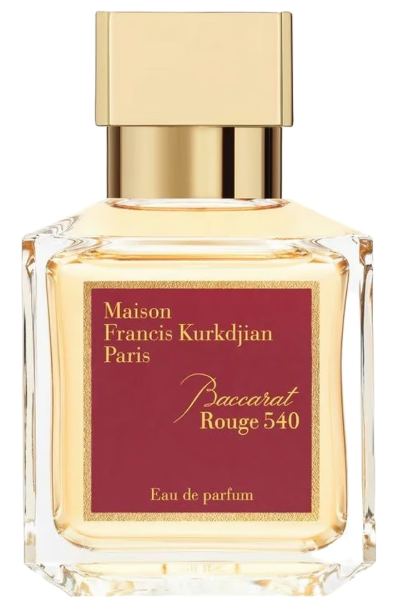 Maison
Francis Kurkdjian
Paris
Baccarat
Rouge 540
Eau de parfum